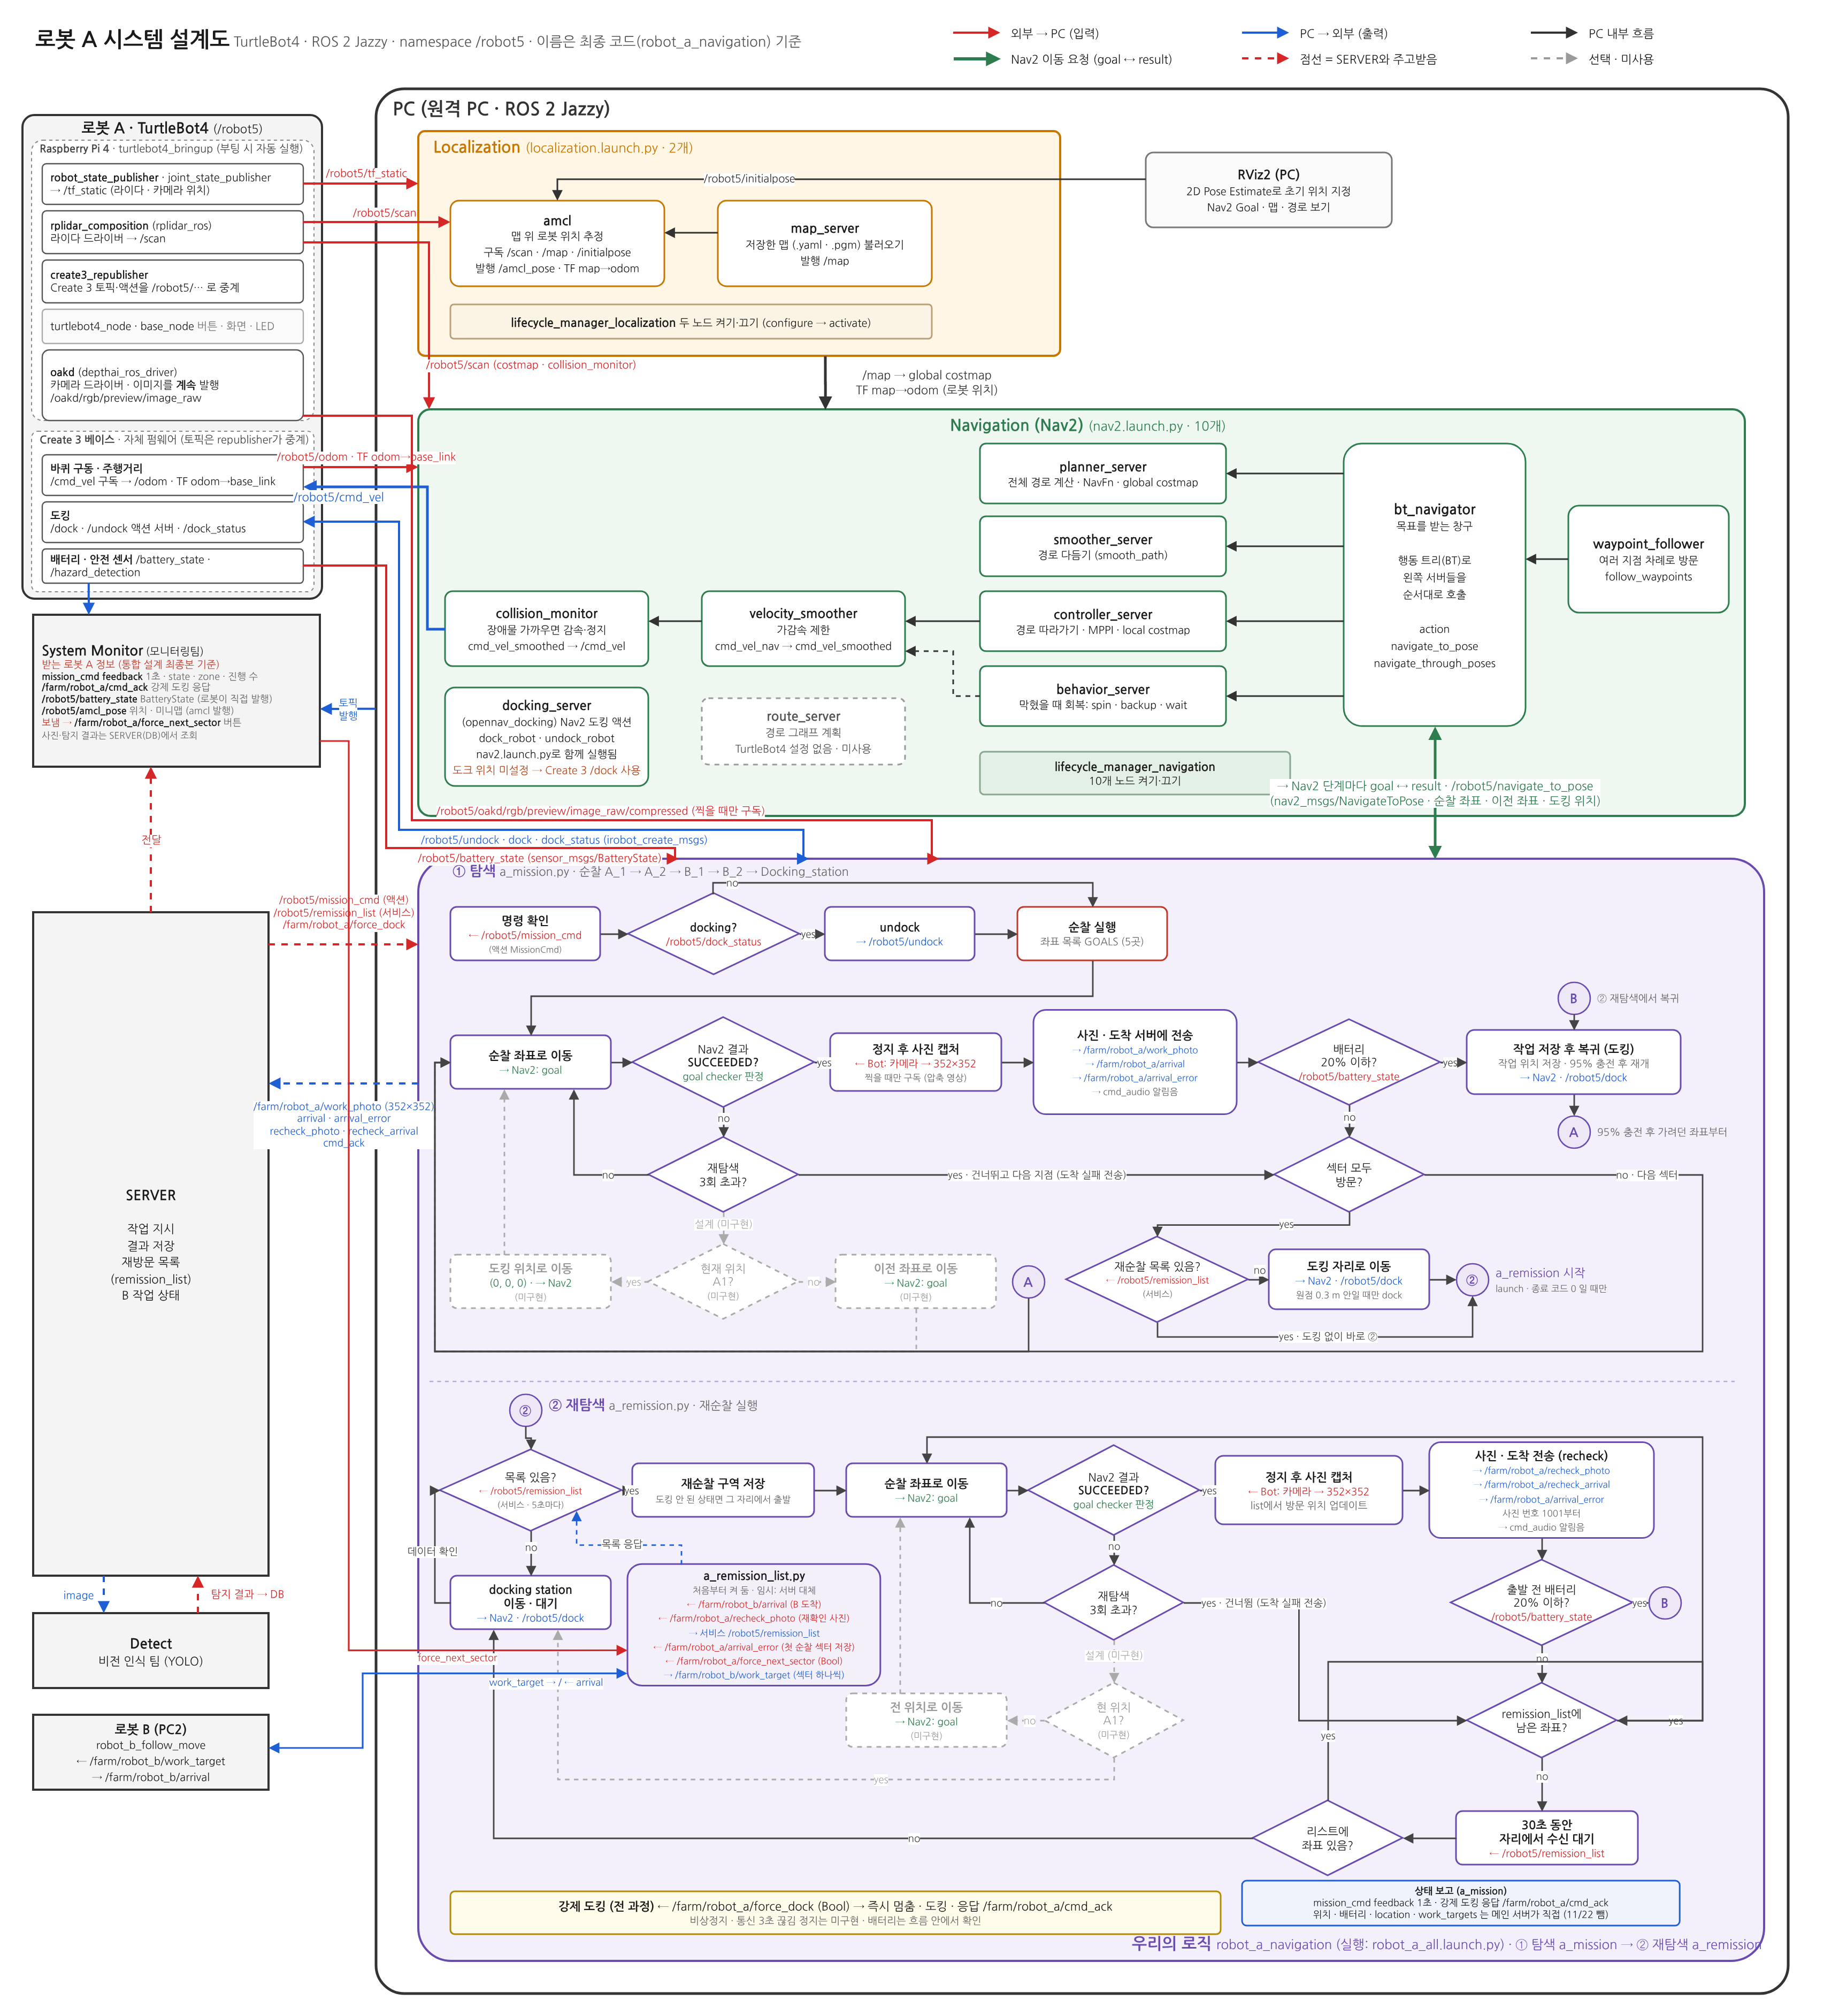 로봇 A 시스템 설계도 TurtleBot4 · ROS 2 Jazzy · namespace /robot5 · 이름은 최종 코드(robot_a_navigation) 기준
외부 → PC (입력)
PC → 외부 (출력)
PC 내부 흐름
Nav2 이동 요청 (goal ↔ result)
점선 = SERVER와 주고받음
선택 · 미사용
로봇 A · TurtleBot4 (/robot5)
Raspberry Pi 4 · turtlebot4_bringup (부팅 시 자동 실행)
robot_state_publisher · joint_state_publisher
→ /tf_static (라이다 · 카메라 위치)
rplidar_composition (rplidar_ros)
라이다 드라이버 → /scan
create3_republisher
Create 3 토픽·액션을 /robot5/… 로 중계
turtlebot4_node · base_node 버튼 · 화면 · LED
oakd (depthai_ros_driver)
카메라 드라이버 · 이미지를 계속 발행
/oakd/rgb/preview/image_raw
Create 3 베이스 · 자체 펌웨어 (토픽은 republisher가 중계)
바퀴 구동 · 주행거리
/cmd_vel 구독 → /odom · TF odom→base_link
도킹
/dock · /undock 액션 서버 · /dock_status
배터리 · 안전 센서 /battery_state ·
/hazard_detection
/robot5/tf_static
/robot5/scan
/robot5/odom · TF odom→base_link
/robot5/cmd_vel
PC (원격 PC · ROS 2 Jazzy)
Localization (localization.launch.py · 2개)
/robot5/initialpose
amcl
맵 위 로봇 위치 추정
구독 /scan · /map · /initialpose
발행 /amcl_pose · TF map→odom
map_server
저장한 맵 (.yaml · .pgm) 불러오기
발행 /map
lifecycle_manager_localization 두 노드 켜기·끄기 (configure → activate)
RViz2 (PC)
2D Pose Estimate로 초기 위치 지정
Nav2 Goal · 맵 · 경로 보기
/robot5/scan (costmap · collision_monitor)
/map → global costmap
TF map→odom (로봇 위치)
Navigation (Nav2) (nav2.launch.py · 10개)
planner_server
전체 경로 계산 · NavFn · global costmap
smoother_server
경로 다듬기 (smooth_path)
controller_server
경로 따라가기 · MPPI · local costmap
behavior_server
막혔을 때 회복: spin · backup · wait
bt_navigator
목표를 받는 창구
행동 트리(BT)로
왼쪽 서버들을
순서대로 호출
action
navigate_to_pose
navigate_through_poses
waypoint_follower
여러 지점 차례로 방문
follow_waypoints
collision_monitor
장애물 가까우면 감속·정지
cmd_vel_smoothed → /cmd_vel
velocity_smoother
가감속 제한
cmd_vel_nav → cmd_vel_smoothed
docking_server
(opennav_docking) Nav2 도킹 액션
dock_robot · undock_robot
nav2.launch.py로 함께 실행됨
도크 위치 미설정 → Create 3 /dock 사용
route_server
경로 그래프 계획
TurtleBot4 설정 없음 · 미사용
lifecycle_manager_navigation
10개 노드 켜기·끄기
→ Nav2 단계마다 goal ↔ result · /robot5/navigate_to_pose
(nav2_msgs/NavigateToPose · 순찰 좌표 · 이전 좌표 · 도킹 위치)
/robot5/oakd/rgb/preview/image_raw/compressed (찍을 때만 구독)
/robot5/undock · dock · dock_status (irobot_create_msgs)
/robot5/battery_state (sensor_msgs/BatteryState)
System Monitor (모니터링팀)
받는 로봇 A 정보 (통합 설계 최종본 기준)
mission_cmd feedback 1초 · state · zone · 진행 수
/farm/robot_a/cmd_ack 강제 도킹 응답
/robot5/battery_state BatteryState (로봇이 직접 발행)
/robot5/amcl_pose 위치 · 미니맵 (amcl 발행)
보냄 → /farm/robot_a/force_next_sector 버튼
사진·탐지 결과는 SERVER(DB)에서 조회
토픽
발행
전달
/robot5/mission_cmd (액션)
/robot5/remission_list (서비스)
/farm/robot_a/force_dock
/farm/robot_a/work_photo (352×352)
arrival · arrival_error
recheck_photo · recheck_arrival
cmd_ack
SERVER
작업 지시
결과 저장
재방문 목록
(remission_list)
B 작업 상태
image
탐지 결과 → DB
Detect
비전 인식 팀 (YOLO)
로봇 B (PC2)
robot_b_follow_move
← /farm/robot_b/work_target
→ /farm/robot_b/arrival
① 탐색 a_mission.py · 순찰 A_1 → A_2 → B_1 → B_2 → Docking_station
no
명령 확인
← /robot5/mission_cmd
(액션 MissionCmd)
docking?
/robot5/dock_status
yes
undock
→ /robot5/undock
순찰 실행
좌표 목록 GOALS (5곳)
순찰 좌표로 이동
→ Nav2: goal
Nav2 결과
SUCCEEDED?
goal checker 판정
yes
정지 후 사진 캡처
← Bot: 카메라 → 352×352
찍을 때만 구독 (압축 영상)
사진 · 도착 서버에 전송
→ /farm/robot_a/work_photo
→ /farm/robot_a/arrival
→ /farm/robot_a/arrival_error
→ cmd_audio 알림음
배터리
20% 이하?
/robot5/battery_state
yes
B
② 재탐색에서 복귀
작업 저장 후 복귀 (도킹)
작업 위치 저장 · 95% 충전 후 재개
→ Nav2 · /robot5/dock
A
95% 충전 후 가려던 좌표부터
no
no
재탐색
3회 초과?
no
yes · 건너뛰고 다음 지점 (도착 실패 전송)
섹터 모두
방문?
no · 다음 섹터
설계 (미구현)
yes
도킹 위치로 이동
(0, 0, 0) · → Nav2
(미구현)
yes
현재 위치
A1?
(미구현)
no
이전 좌표로 이동
→ Nav2: goal
(미구현)
A
재순찰 목록 있음?
← /robot5/remission_list
(서비스)
no
도킹 자리로 이동
→ Nav2 · /robot5/dock
원점 0.3 m 안일 때만 dock
②
a_remission 시작
launch · 종료 코드 0 일 때만
yes · 도킹 없이 바로 ②
②
② 재탐색 a_remission.py · 재순찰 실행
목록 있음?
← /robot5/remission_list
(서비스 · 5초마다)
yes
재순찰 구역 저장
도킹 안 된 상태면 그 자리에서 출발
순찰 좌표로 이동
→ Nav2: goal
Nav2 결과
SUCCEEDED?
goal checker 판정
yes
정지 후 사진 캡처
← Bot: 카메라 → 352×352
list에서 방문 위치 업데이트
사진 · 도착 전송 (recheck)
→ /farm/robot_a/recheck_photo
→ /farm/robot_a/recheck_arrival
→ /farm/robot_a/arrival_error
사진 번호 1001부터
→ cmd_audio 알림음
데이터 확인
no
목록 응답
no
docking station
이동 · 대기
→ Nav2 · /robot5/dock
a_remission_list.py
처음부터 켜 둠 · 임시: 서버 대체
← /farm/robot_b/arrival (B 도착)
← /farm/robot_a/recheck_photo (재확인 사진)
→ 서비스 /robot5/remission_list
← /farm/robot_a/arrival_error (첫 순찰 섹터 저장)
← /farm/robot_a/force_next_sector (Bool)
→ /farm/robot_b/work_target (섹터 하나씩)
force_next_sector
work_target → / ← arrival
no
재탐색
3회 초과?
yes · 건너뜀 (도착 실패 전송)
출발 전 배터리
20% 이하?
/robot5/battery_state
yes
B
설계 (미구현)
no
전 위치로 이동
→ Nav2: goal
(미구현)
no
현 위치
A1?
(미구현)
yes
remission_list에
남은 좌표?
yes
yes
no
no
리스트에
좌표 있음?
30초 동안
자리에서 수신 대기
← /robot5/remission_list
강제 도킹 (전 과정) ← /farm/robot_a/force_dock (Bool) → 즉시 멈춤 · 도킹 · 응답 /farm/robot_a/cmd_ack
비상정지 · 통신 3초 끊김 정지는 미구현 · 배터리는 흐름 안에서 확인
상태 보고 (a_mission)
mission_cmd feedback 1초 · 강제 도킹 응답 /farm/robot_a/cmd_ack
위치 · 배터리 · location · work_targets 는 메인 서버가 직접 (11/22 뺌)
우리의 로직 robot_a_navigation (실행: robot_a_all.launch.py) · ① 탐색 a_mission → ② 재탐색 a_remission